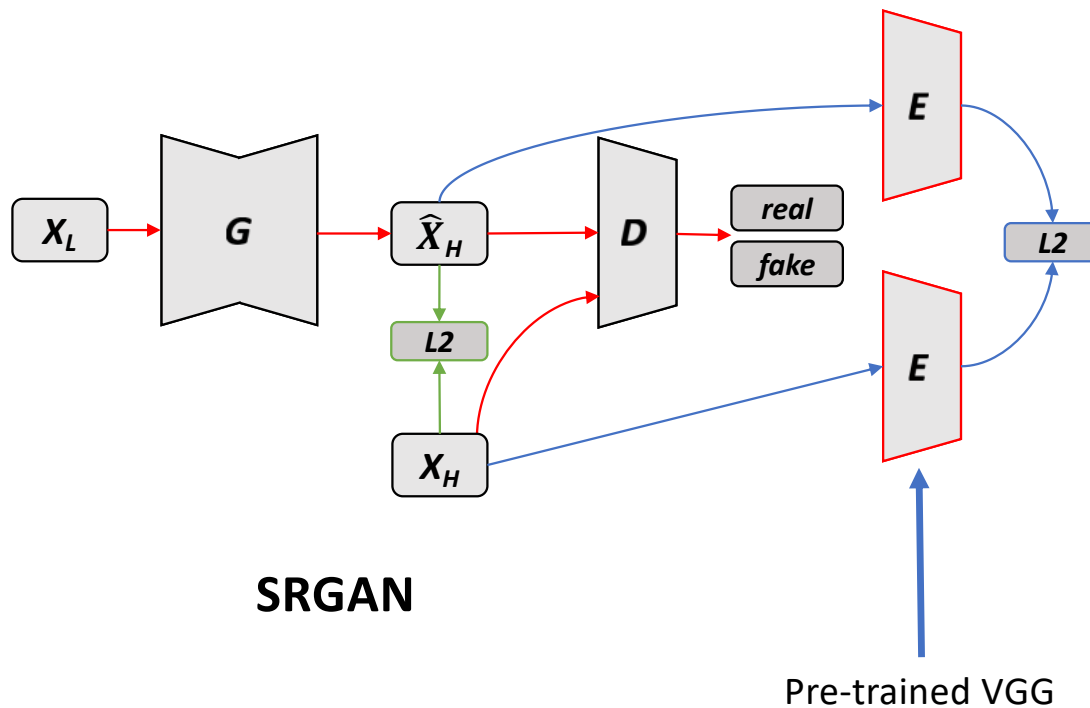 E
X_L
G
X̂_H
D
real
fake
L2
L2
E
X_H
SRGAN
Pre-trained VGG